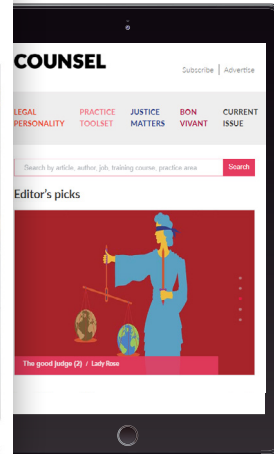 COUNSEL
Subscribe | Advertise
LEGAL PERSONALITY
PRACTICE TOOLSET
JUSTICE MATTERS
BON VIVANT
CURRENT ISSUE
Search by article, author, job, training course, practice area
Search
Editor's picks
The good judge (2) / Lady Rose